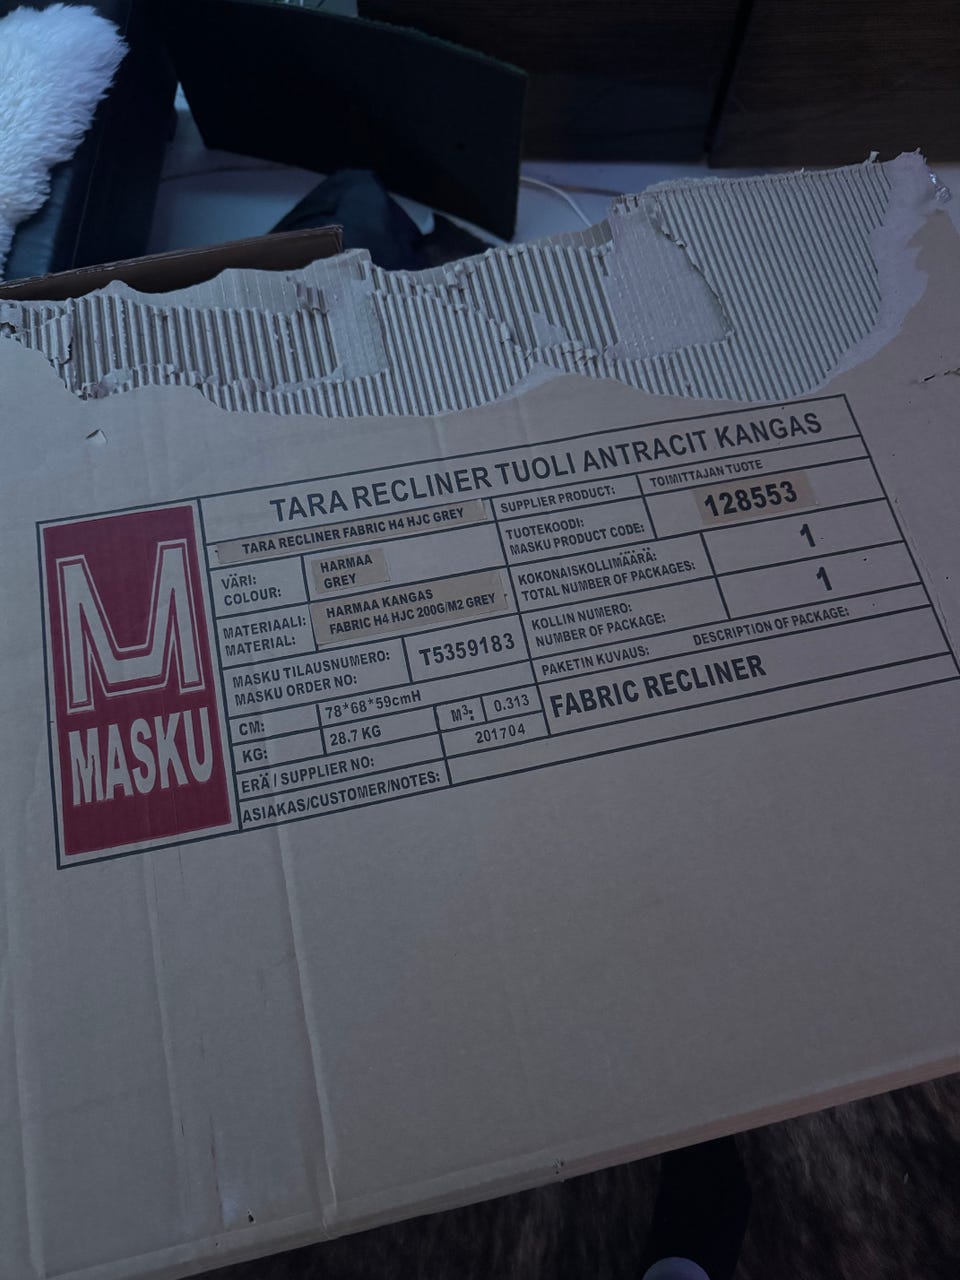 TARA RECLINER TUOLI ANTRACIT KANGAS
TARA RECLINER FABRIC H4 HJC GREY
SUPPLIER PRODUCT:
TOIMITTAJAN TUOTE
VÄRI:
COLOUR:
HARMAA
GREY
TUOTEKOODI:
MASKU PRODUCT CODE:
128553
MATERIAALI:
MATERIAL:
HARMAA KANGAS
FABRIC H4 HJC 200G/M2 GREY
KOKONAISKOLLIMÄÄRÄ:
TOTAL NUMBER OF PACKAGES:
1
MASKU TILAUSNUMERO:
MASKU ORDER NO:
T5359183
KOLLIN NUMERO:
NUMBER OF PACKAGE:
1
CM:
78*68*59cmH
KG:
28.7 KG
M³:
0.313
PAKETIN KUVAUS:
DESCRIPTION OF PACKAGE:
FABRIC RECLINER
ERÄ / SUPPLIER NO:
201704
ASIAKAS/CUSTOMER/NOTES:
M
MASKU